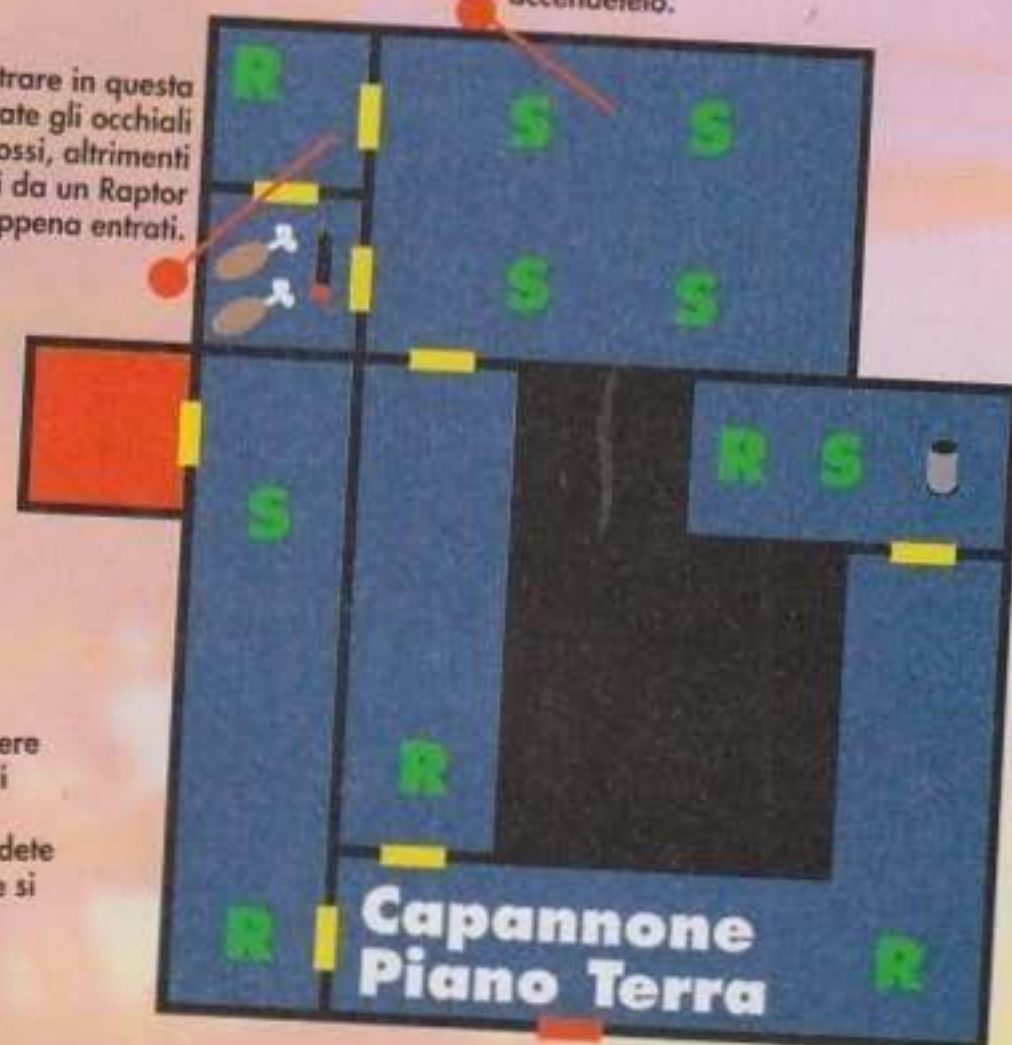 accendetelo.
trare in questa
ate gli occhiali
ossi, altrimenti
i da un Raptor
ppena entrati.
R
S
S
S
S
R
S
S
R
ere
i
dete
e si
R
R
Capannone
Piano Terra